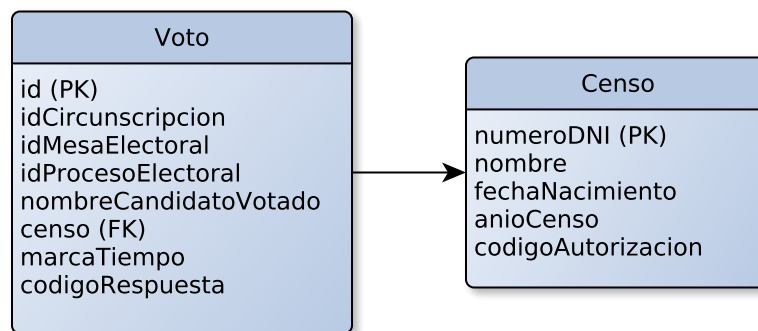 Voto
id (PK)
idCircunscripcion
idMesaElectoral
idProcesoElectoral
nombreCandidatoVotado
censo (FK)
marcaTiempo
codigoRespuesta
Censo
numeroDNI (PK)
nombre
fechaNacimiento
anioCenso
codigoAutorizacion